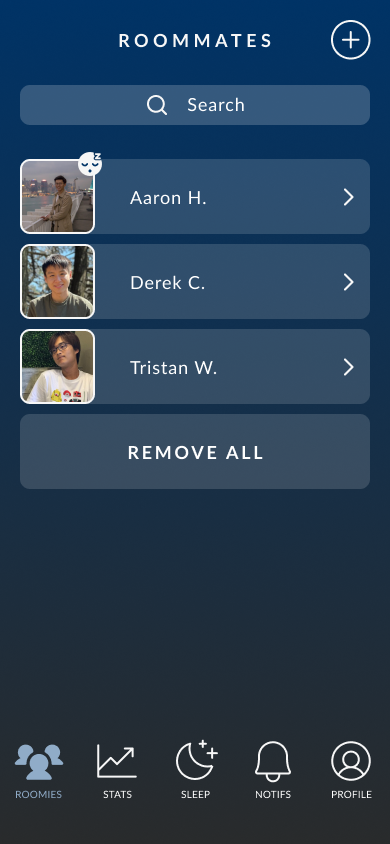 ROOMMATES
Search
Aaron H.
Derek C.
Tristan W.
REMOVE ALL
ROOMIES
STATS
SLEEP
NOTIFS
PROFILE